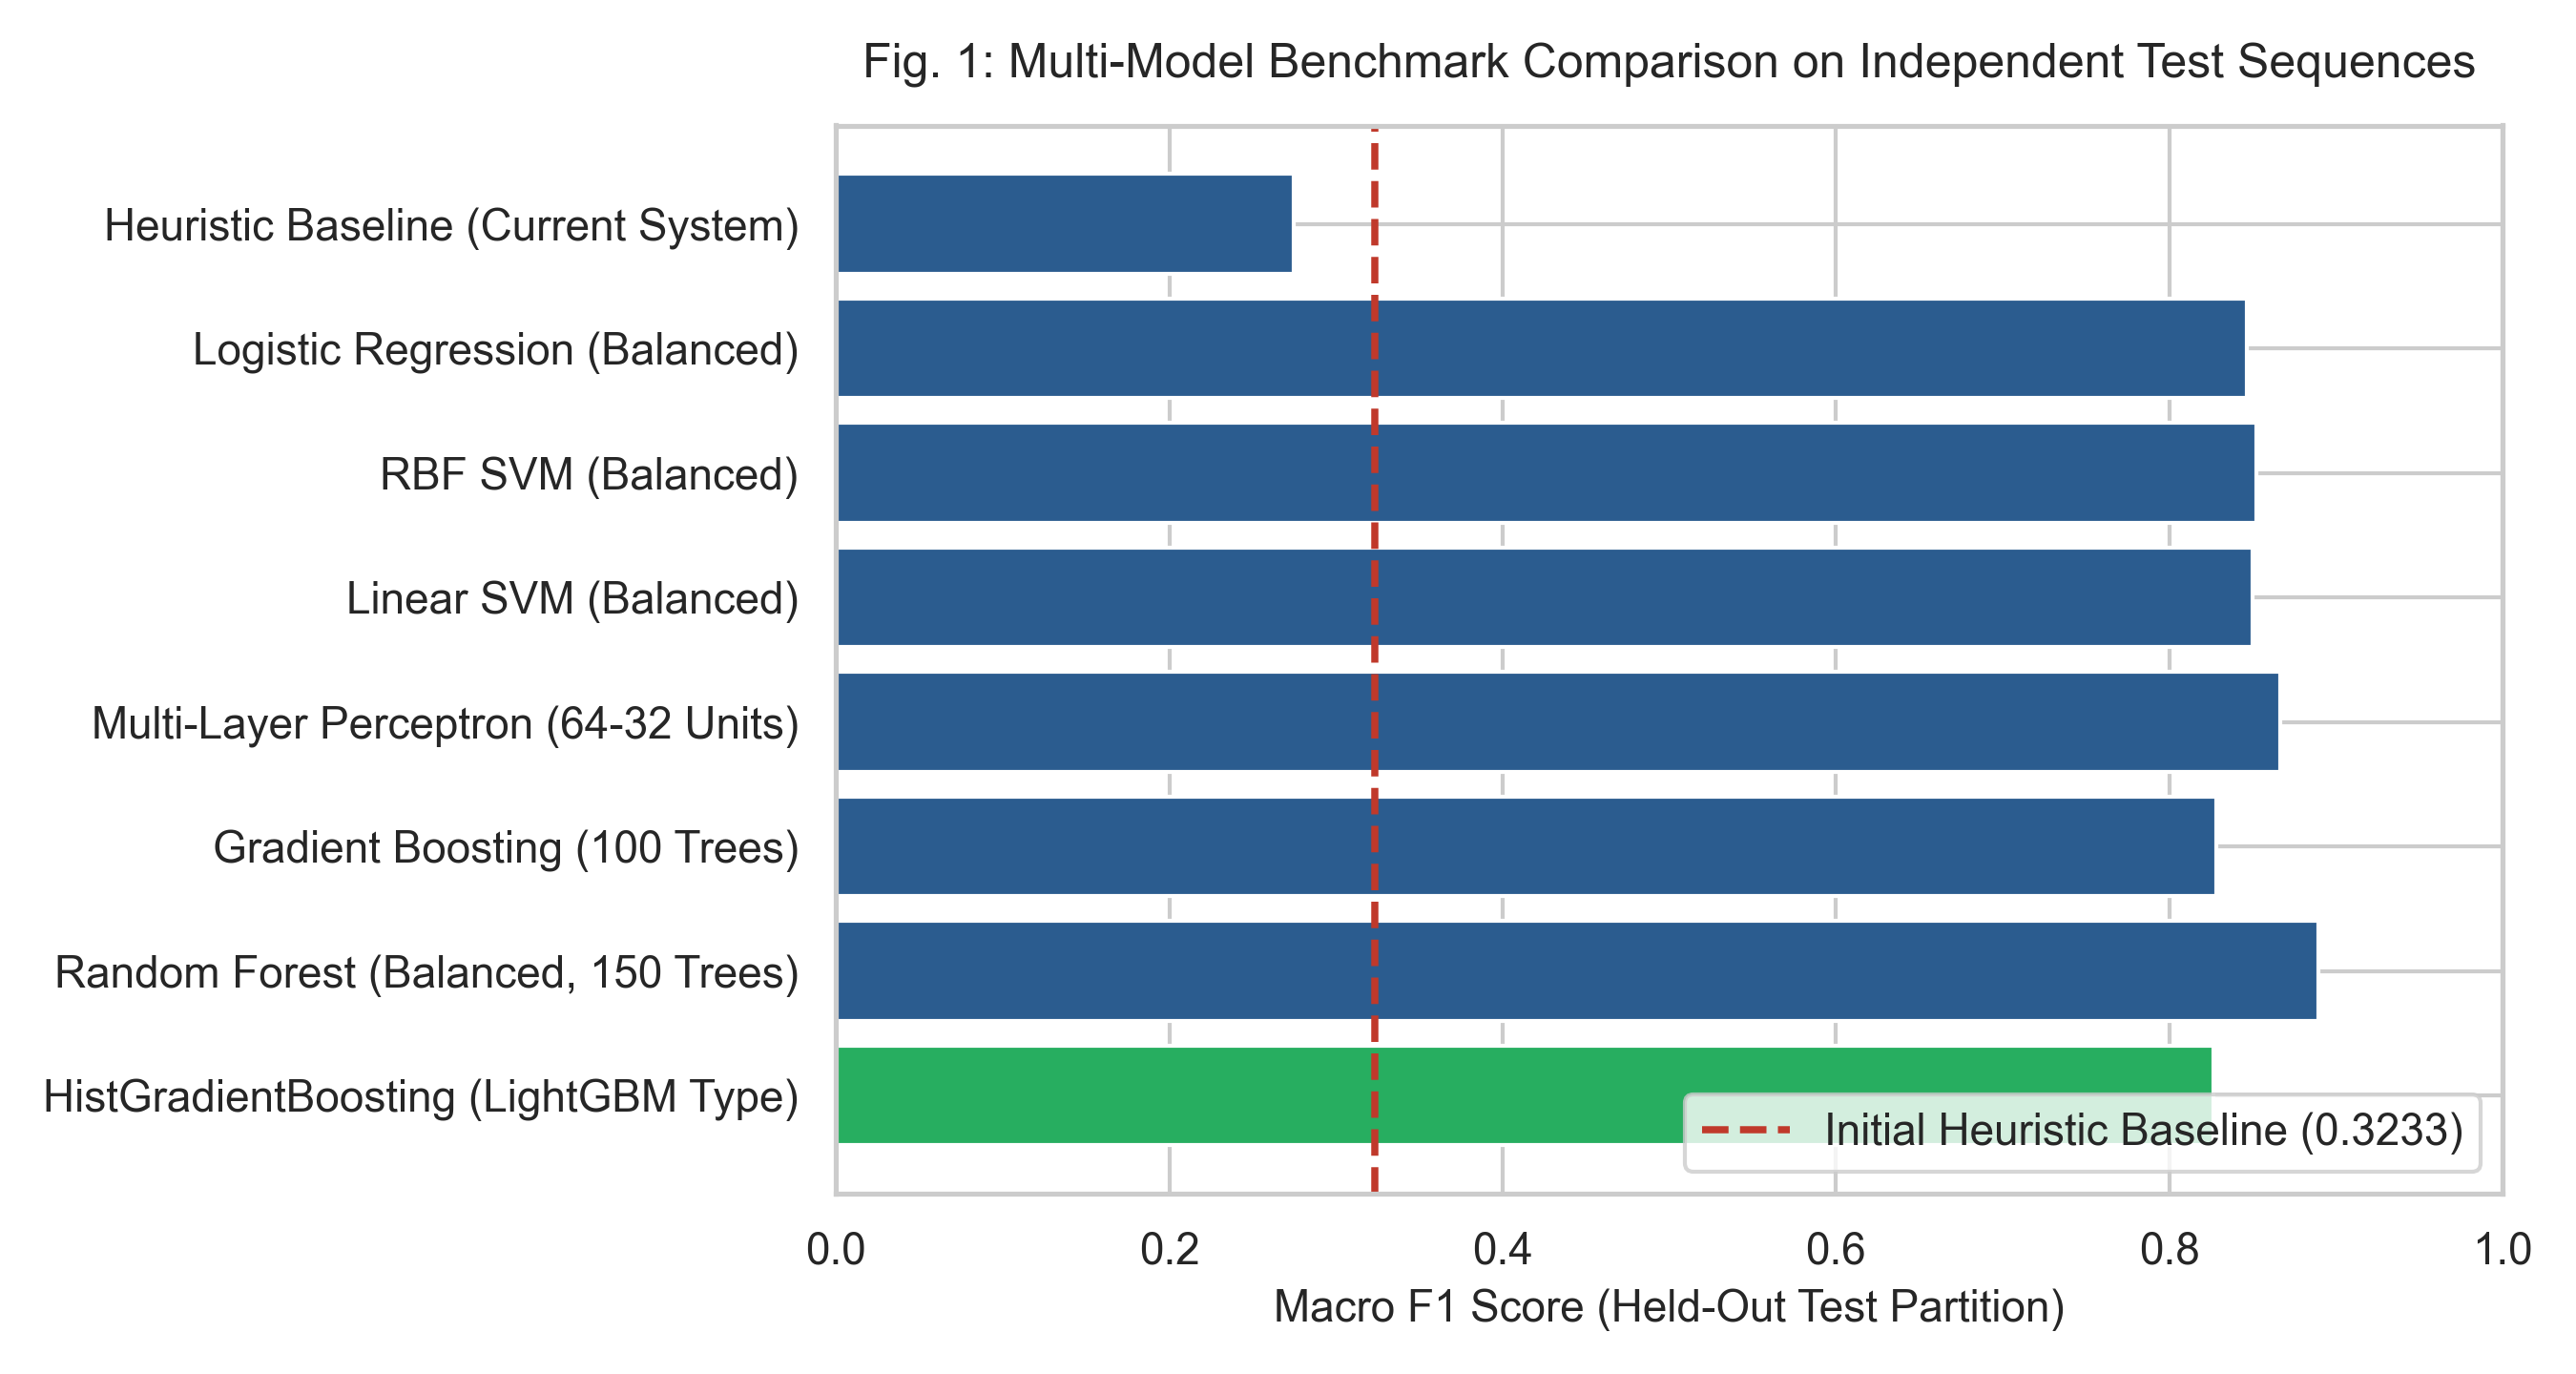 Fig. 1: Multi-Model Benchmark Comparison on Independent Test Sequences
Heuristic Baseline (Current System)
Logistic Regression (Balanced)
RBF SVM (Balanced)
Linear SVM (Balanced)
Multi-Layer Perceptron (64-32 Units)
Gradient Boosting (100 Trees)
Random Forest (Balanced, 150 Trees)
HistGradientBoosting (LightGBM Type)
Initial Heuristic Baseline (0.3233)
0.0 0.2 0.4 0.6 0.8 1.0
Macro F1 Score (Held-Out Test Partition)